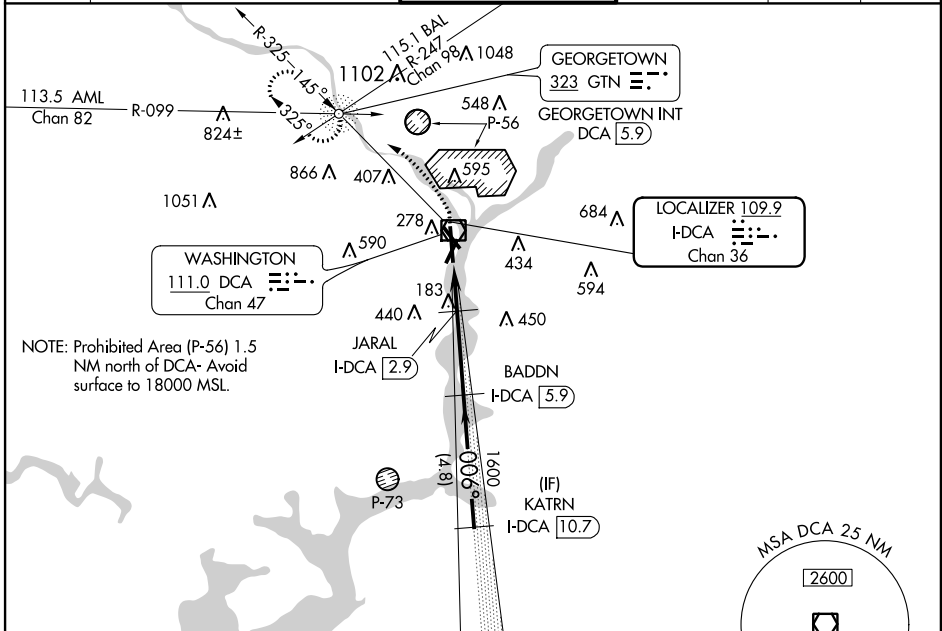 R-325
145°
325°
115.1 BAL
R-247
Chan 98
1048
1102
GEORGETOWN
323 GTN
GEORGETOWN INT
DCA 5.9
113.5 AML
Chan 82
R-099
824±
548
P-56
866
407
595
1051
278
590
684
LOCALIZER 109.9
I-DCA
Chan 36
WASHINGTON
111.0 DCA
Chan 47
434
594
183
440
450
NOTE: Prohibited Area (P-56) 1.5
NM north of DCA- Avoid
surface to 18000 MSL.
JARAL
I-DCA 2.9
BADDN
I-DCA 5.9
1600
006°
(4.8)
P-73
(IF)
KATRN
I-DCA 10.7
MSA DCA 25 NM
2600